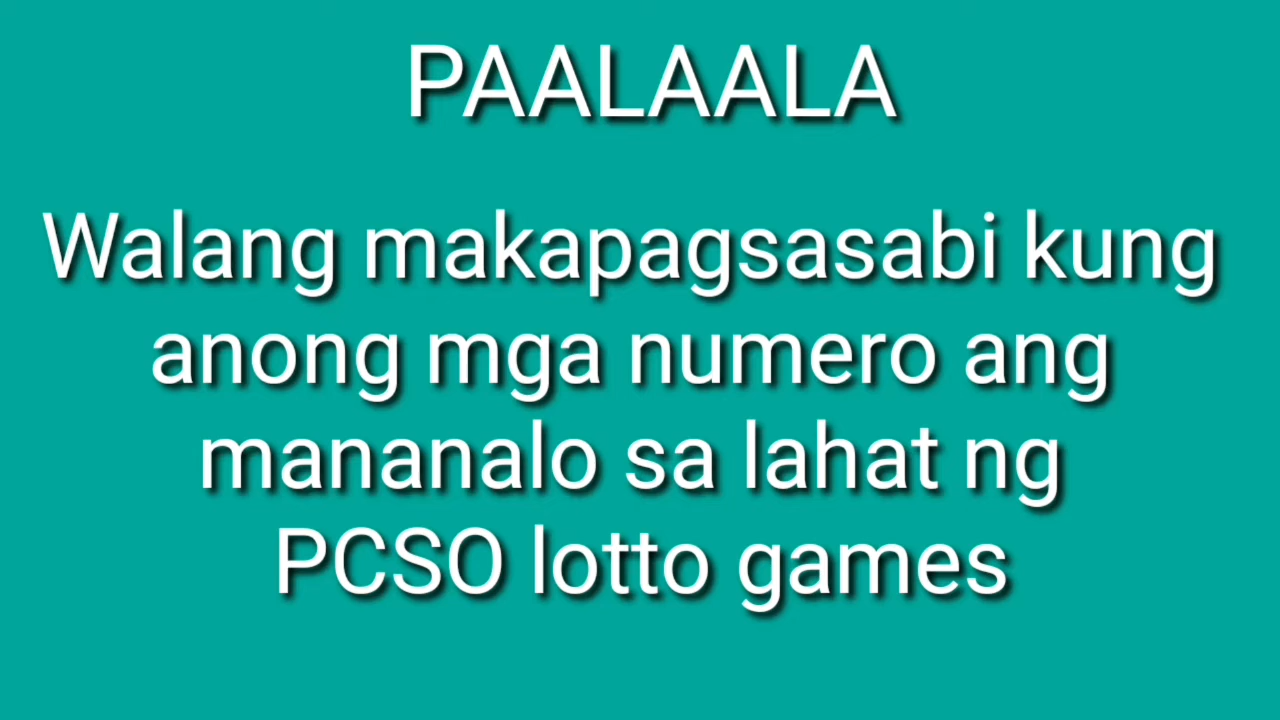 PAALAALA
Walang makapagsasabi kung
anong mga numero ang
mananalo sa lahat ng
PCSO lotto games